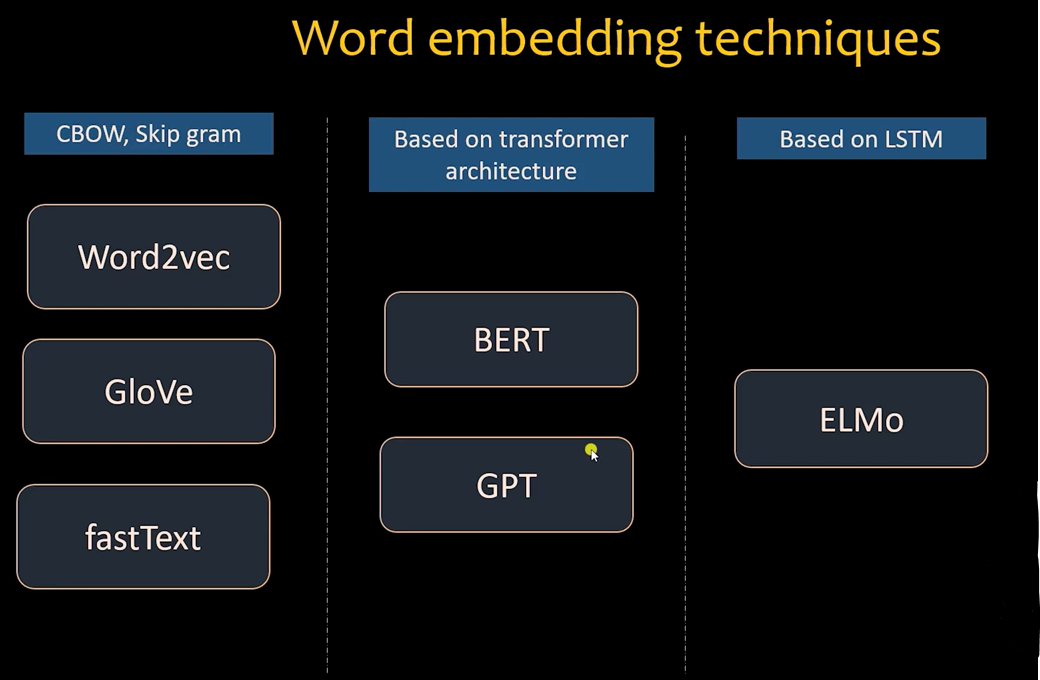 Word embedding techniques
CBOW, Skip gram
Word2vec
GloVe
fastText
Based on transformer
architecture
BERT
GPT
Based on LSTM
ELMo